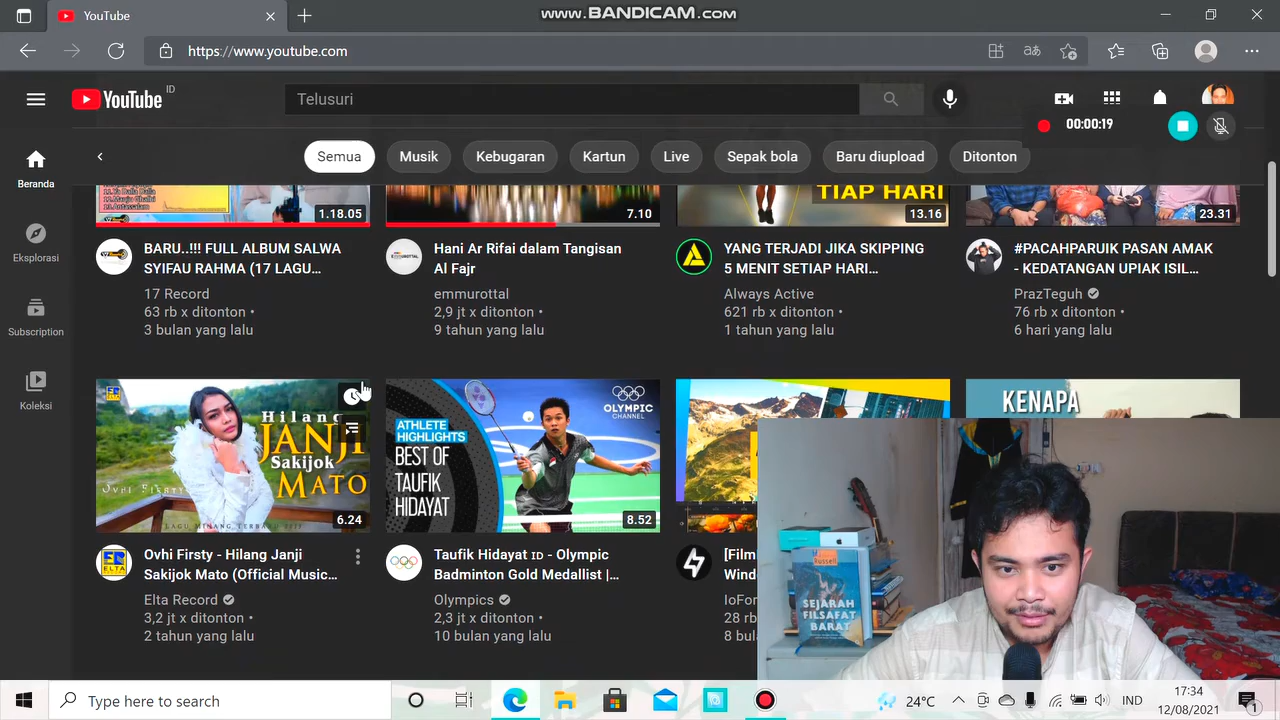 YouTube
www.BANDICAM.com
https://www.youtube.com
YouTube ID
Telusuri
00:00:19
Semua
Musik
Kebugaran
Kartun
Live
Sepak bola
Baru diupload
Ditonton
Beranda
Eksplorasi
Subscription
Koleksi
1.18.05
7.10
TIAP HARI
13.16
23.31
BARU..!!! FULL ALBUM SALWA
SYIFAU RAHMA (17 LAGU...
17 Record
63 rb x ditonton •
3 bulan yang lalu
Hani Ar Rifai dalam Tangisan
Al Fajr
emmurottal
2,9 jt x ditonton •
9 tahun yang lalu
YANG TERJADI JIKA SKIPPING
5 MENIT SETIAP HARI...
Always Active
621 rb x ditonton •
1 tahun yang lalu
#PACAHPARUIK PASAN AMAK
- KEDATANGAN UPIAK ISIL...
PrazTeguh
76 rb x ditonton •
6 hari yang lalu
Hilang
JANJI
Sakijok
MATO
OVHI FIRSTY
LAGU MINANG TERBARU
6.24
OLYMPIC
CHANNEL
ATHLETE
HIGHLIGHTS
BEST OF
TAUFIK
HIDAYAT
8.52
KENAPA
Ovhi Firsty - Hilang Janji
Sakijok Mato (Official Music...
Elta Record
3,2 jt x ditonton •
2 tahun yang lalu
Taufik Hidayat ID - Olympic
Badminton Gold Medallist |...
Olympics
2,3 jt x ditonton •
10 bulan yang lalu
[Film
Wind
IoFor
28 rb
8 bula
Russell
SEJARAH
FILSAFAT
BARAT
Type here to search
24°C
IND
17:34
12/08/2021
1